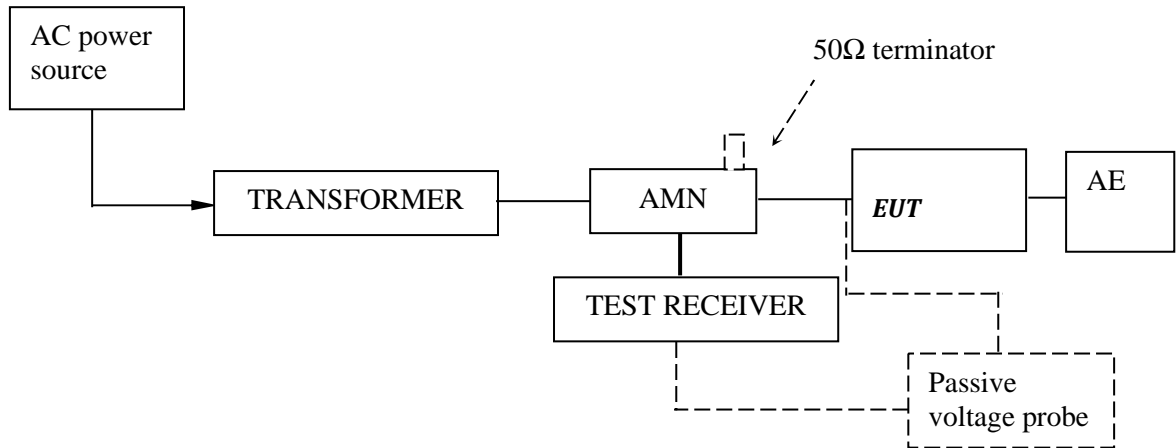 AC power
source
50Ω terminator
TRANSFORMER
AMN
EUT
AE
TEST RECEIVER
Passive
voltage probe